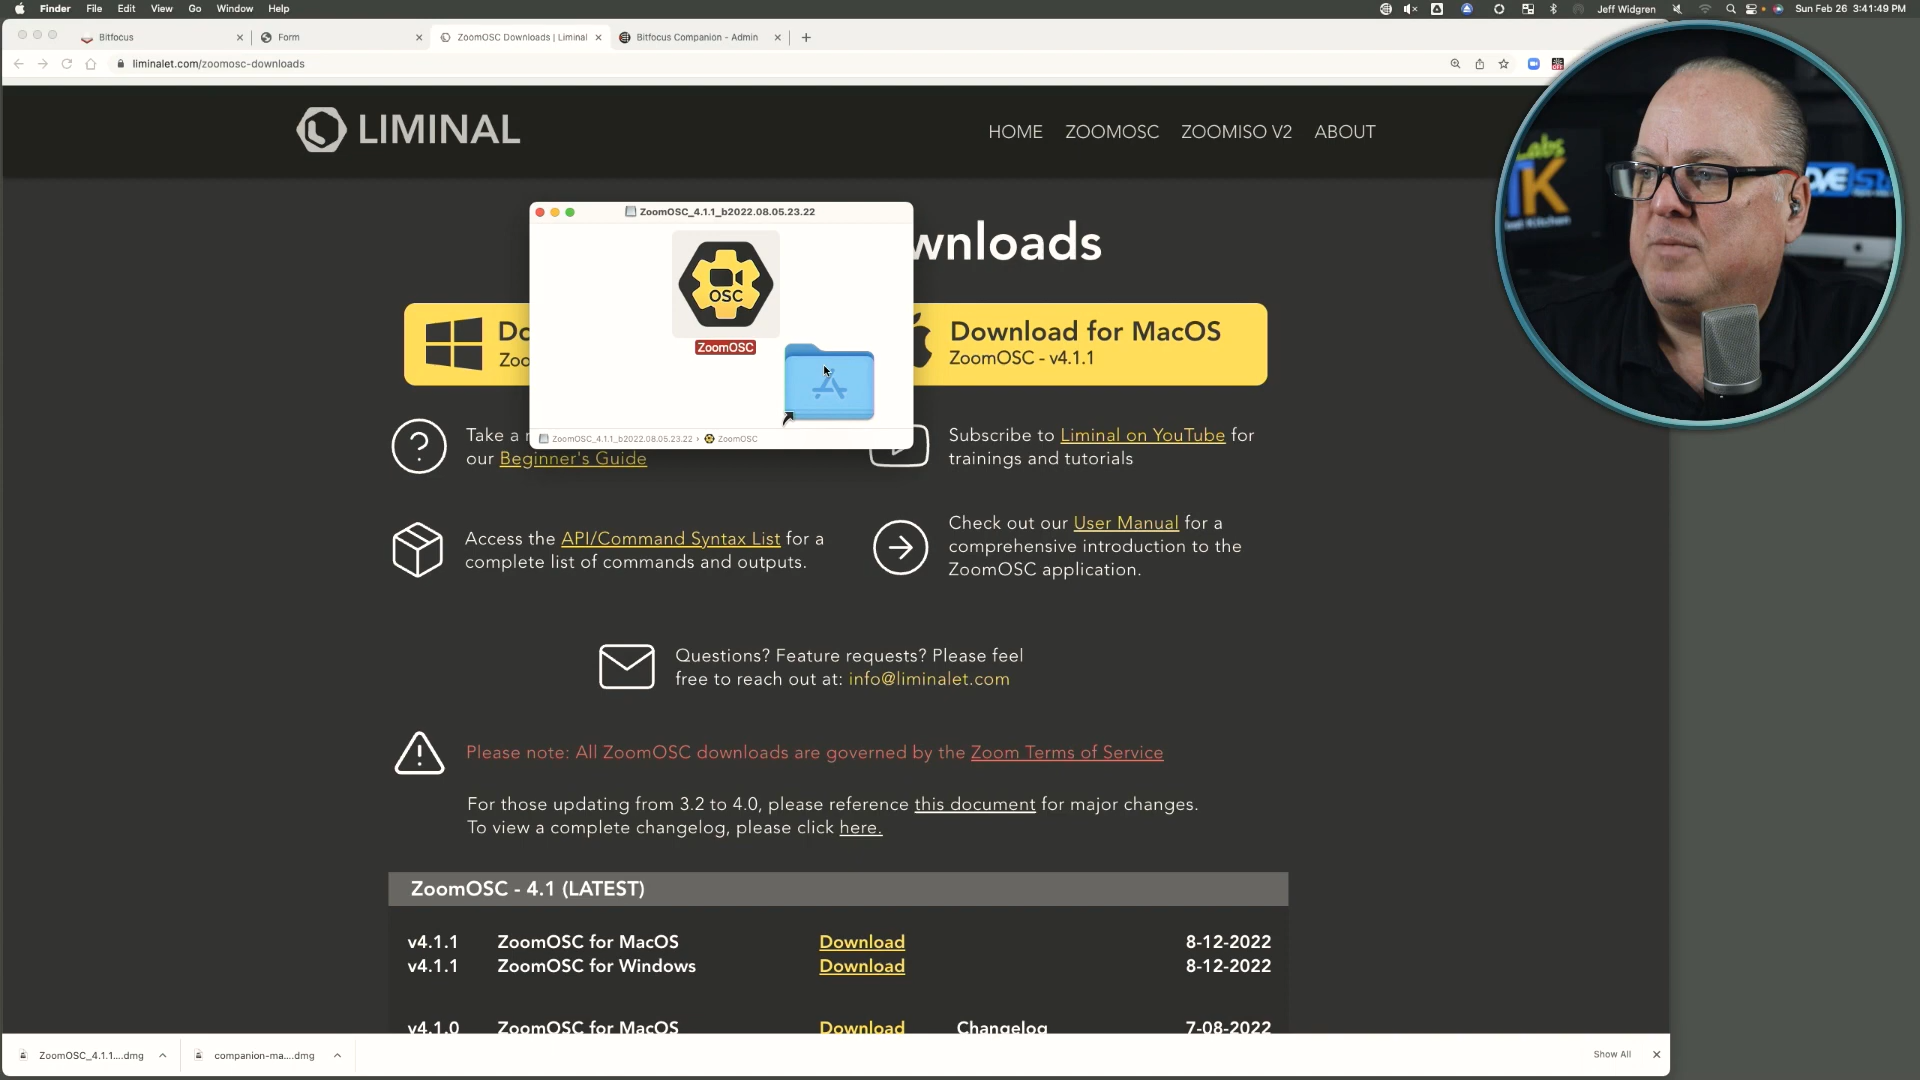 Finder File Edit View Go Window Help
Jeff Widgren
Sun Feb 26 3:41:49 PM
Bitfocus
Form
ZoomOSC Downloads | Liminal
Bitfocus Companion - Admin
liminalet.com/zoomosc-downloads
LIMINAL
HOME ZOOMOSC ZOOMISO V2 ABOUT
ZoomOSC_4.1.1_b2022.08.05.23.22
wnloads
OSC
ZoomOSC
ZoomOSC_4.1.1_b2022.08.05.23.22 › ZoomOSC
Do
Zoo
Download for MacOS
ZoomOSC - v4.1.1
Take a r
our Beginner's Guide
Subscribe to Liminal on YouTube for
trainings and tutorials
Access the API/Command Syntax List for a
complete list of commands and outputs.
Check out our User Manual for a
comprehensive introduction to the
ZoomOSC application.
Questions? Feature requests? Please feel
free to reach out at: info@liminalet.com
Please note: All ZoomOSC downloads are governed by the Zoom Terms of Service
For those updating from 3.2 to 4.0, please reference this document for major changes.
To view a complete changelog, please click here.
ZoomOSC - 4.1 (LATEST)
v4.1.1 ZoomOSC for MacOS Download 8-12-2022
v4.1.1 ZoomOSC for Windows Download 8-12-2022
v4.1.0 ZoomOSC for MacOS Download Changelog 7-08-2022
ZoomOSC_4.1.1....dmg
companion-ma....dmg
Show All
Labs
TK